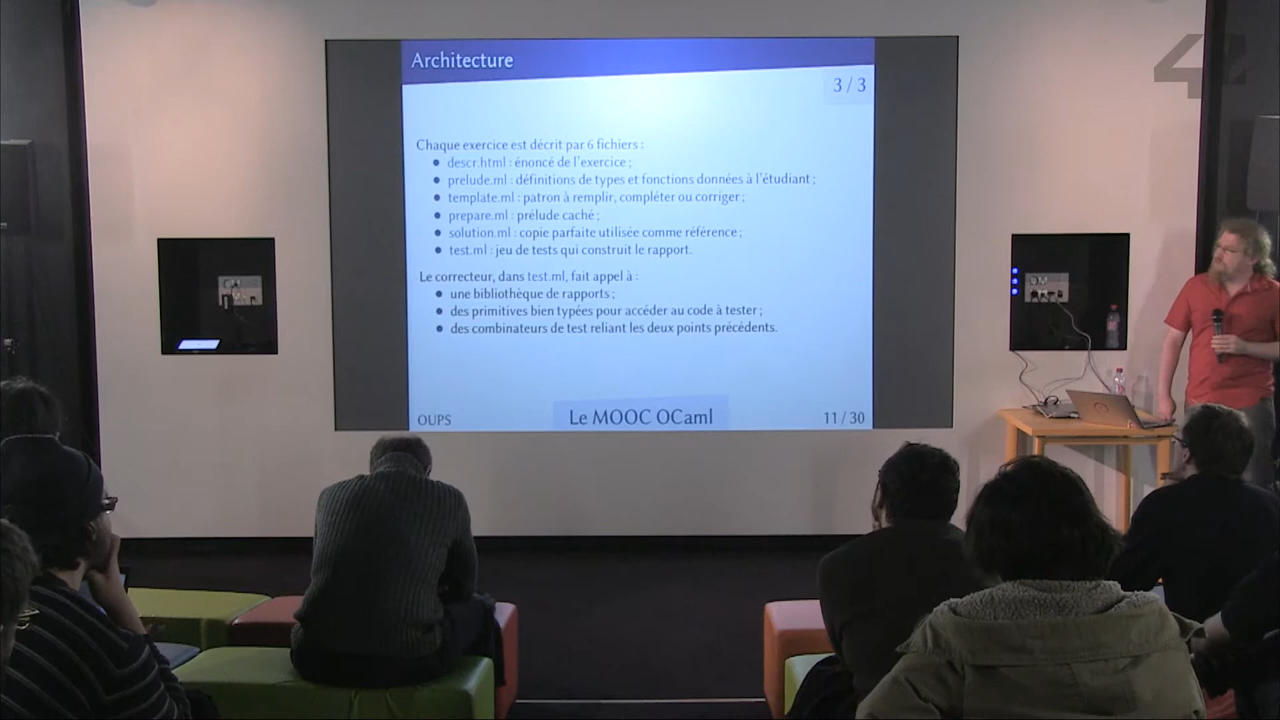 Architecture
3 / 3
Chaque exercice est décrit par 6 fichiers :
• descr.html : énoncé de l'exercice ;
• prelude.ml : définitions de types et fonctions données à l'étudiant ;
• template.ml : patron à remplir, compléter ou corriger ;
• prepare.ml : prélude caché ;
• solution.ml : copie parfaite utilisée comme référence ;
• test.ml : jeu de tests qui construit le rapport.
Le correcteur, dans test.ml, fait appel à :
• une bibliothèque de rapports ;
• des primitives bien typées pour accéder au code à tester ;
• des combinateurs de test reliant les deux points précédents.
OUPS
Le MOOC OCaml
11 / 30
42